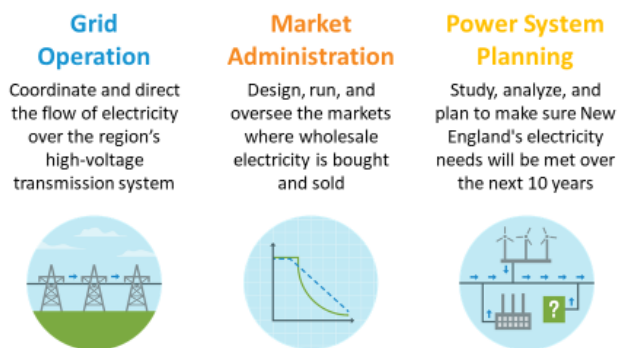 Grid
Operation
Coordinate and direct
the flow of electricity
over the region's
high-voltage
transmission system
Market
Administration
Design, run, and
oversee the markets
where wholesale
electricity is bought
and sold
Power System
Planning
Study, analyze, and
plan to make sure New
England's electricity
needs will be met over
the next 10 years
?